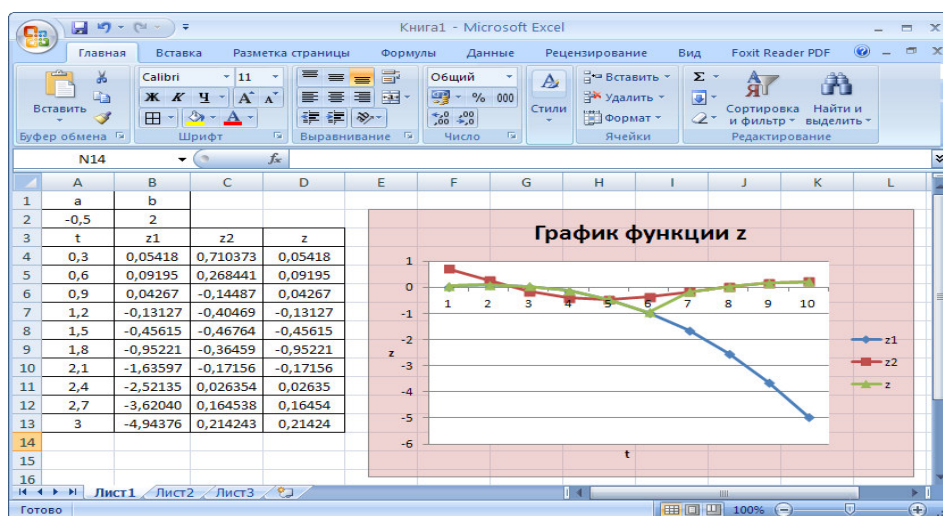 Книга1 - Microsoft Excel
Главная Вставка Разметка страницы Формулы Данные Рецензирование Вид Foxit Reader PDF
Calibri 11 Общий Вставить Σ
Ж К Ч % 000 Удалить
Вставить Стили Формат Сортировка и фильтр Найти и выделить
Буфер обмена Шрифт Выравнивание Число Ячейки Редактирование
N14 fx
A B C D E F G H I J K L
1 a b
2 -0,5 2
3 t z1 z2 z
4 0,3 0,05418 0,710373 0,05418
5 0,6 0,09195 0,268441 0,09195
6 0,9 0,04267 -0,14487 0,04267
7 1,2 -0,13127 -0,40469 -0,13127
8 1,5 -0,45615 -0,46764 -0,45615
9 1,8 -0,95221 -0,36459 -0,95221
10 2,1 -1,63597 -0,17156 -0,17156
11 2,4 -2,52135 0,026354 0,02635
12 2,7 -3,62040 0,164538 0,16454
13 3 -4,94376 0,214243 0,21424
14
15
16
График функции z
1
0
-1
-2
-3
-4
-5
-6
1 2 3 4 5 6 7 8 9 10
z
t
z1
z2
z
Лист1 Лист2 Лист3
Готово 100%